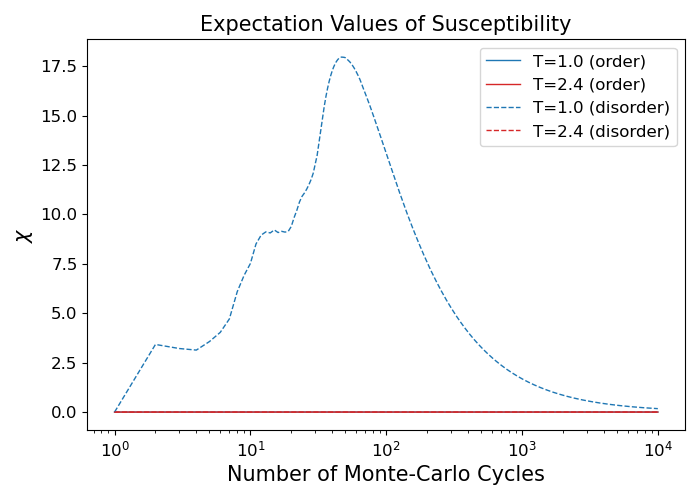 Expectation Values of Susceptibility
T=1.0 (order)
T=2.4 (order)
T=1.0 (disorder)
T=2.4 (disorder)
17.5
15.0
12.5
10.0
7.5
5.0
2.5
0.0
χ
10⁰ 10¹ 10² 10³ 10⁴
Number of Monte-Carlo Cycles